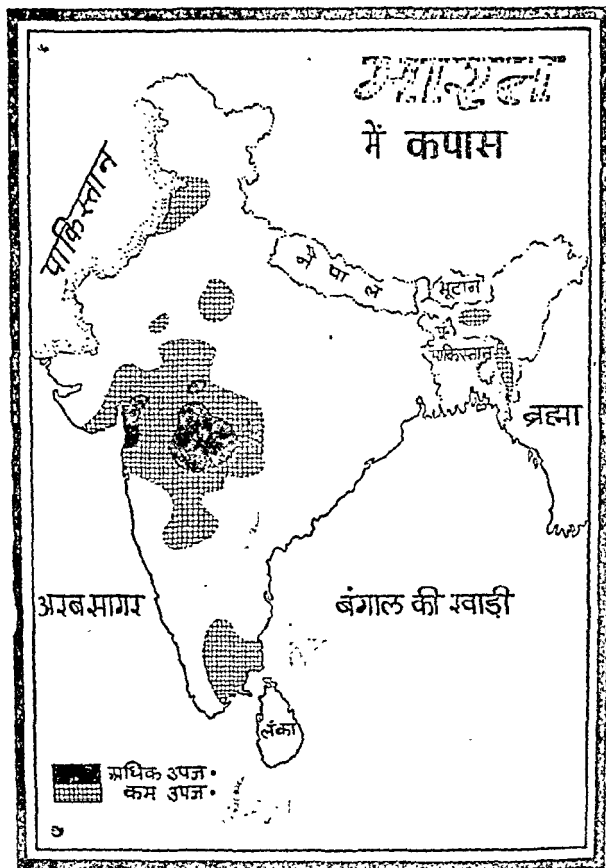 भारत
में कपास
पाकिस्तान
नेपाल
भूटान
पू.
पाकिस्तान
ब्रह्मा
अरब सागर
बंगाल की खाड़ी
लंका
अधिक उपज.
कम उपज.